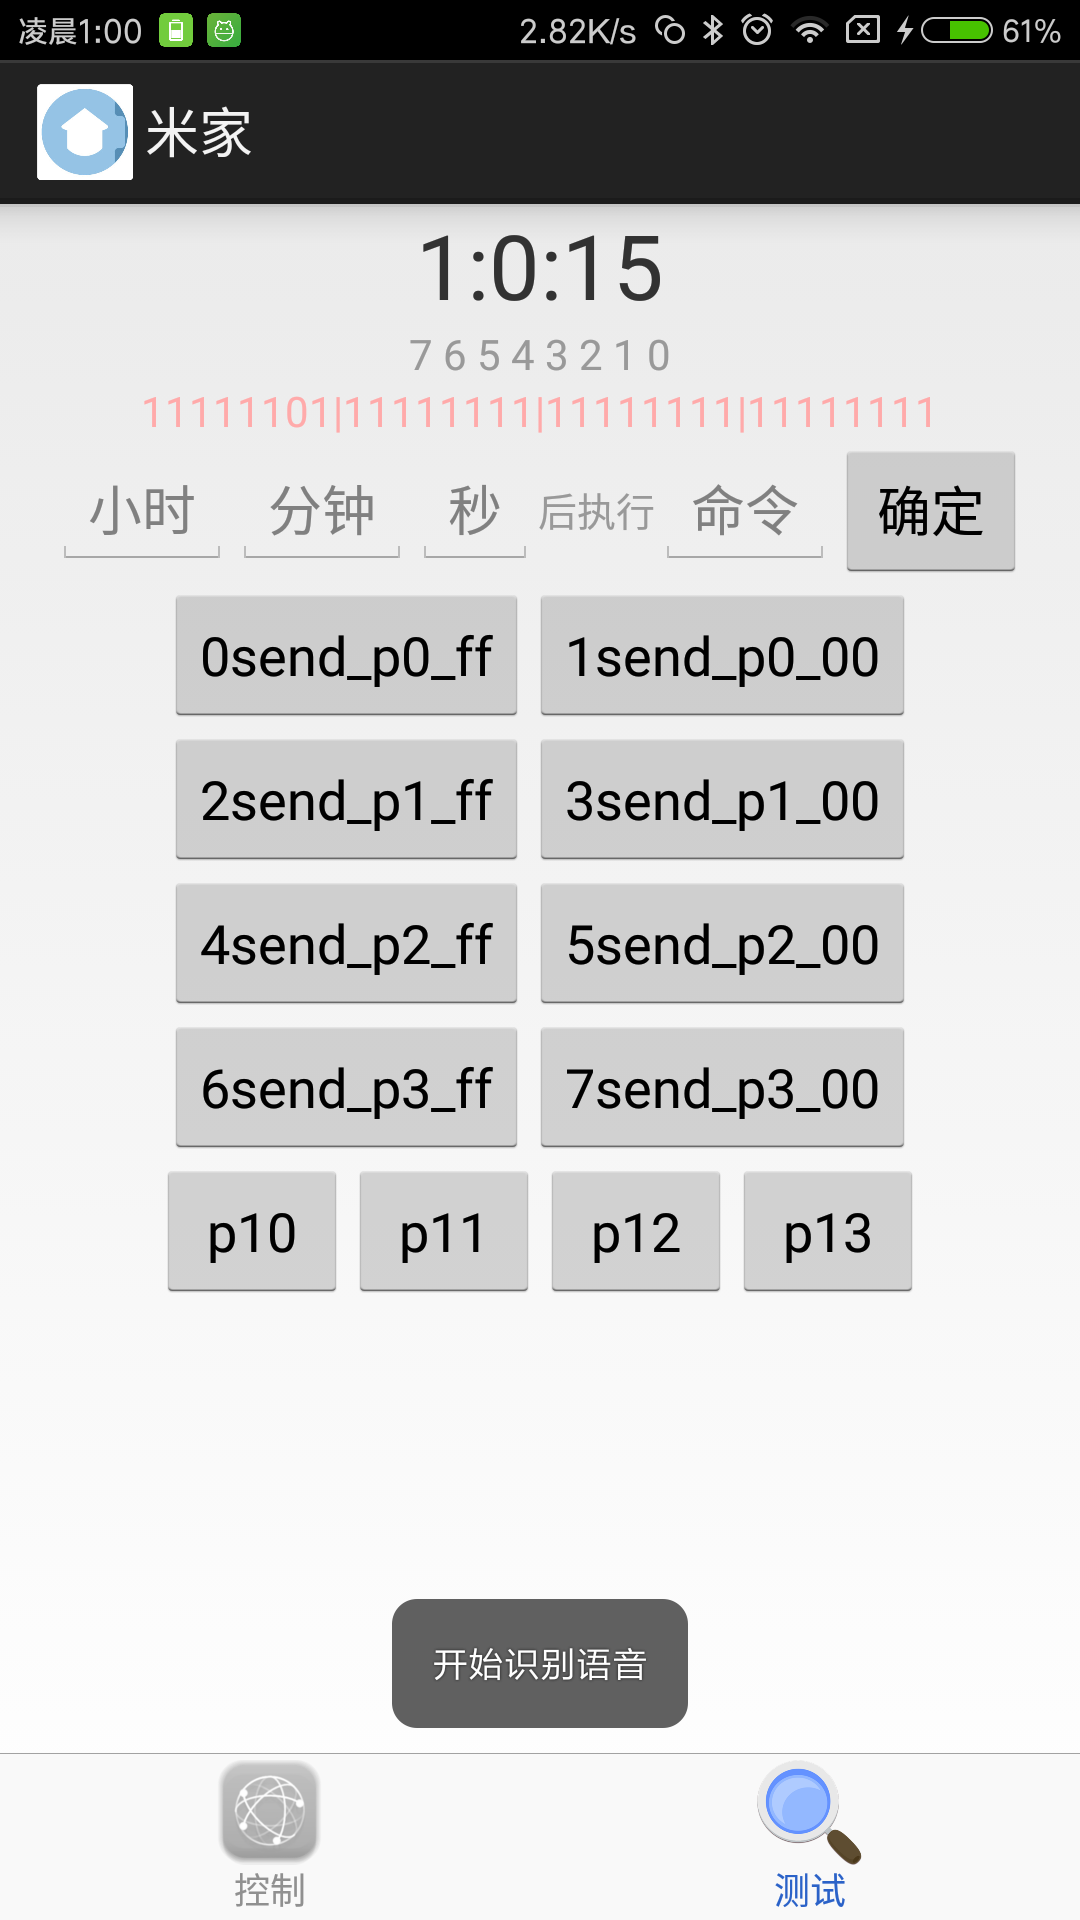 凌晨1:00 2.82K/s 61%
米家
1:0:15
7 6 5 4 3 2 1 0
11111101|11111111|11111111|11111111
小时 分钟 秒 后执行 命令 确定
0send_p0_ff 1send_p0_00
2send_p1_ff 3send_p1_00
4send_p2_ff 5send_p2_00
6send_p3_ff 7send_p3_00
p10 p11 p12 p13
开始识别语音
控制 测试